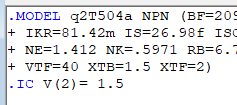 .MODEL q2T504a NPN (BF=209
+ IKR=81.42m IS=26.98f ISC
+ NE=1.412 NK=.5971 RB=6.7
+ VTF=40 XTB=1.5 XTF=2)
.IC V(2)= 1.5